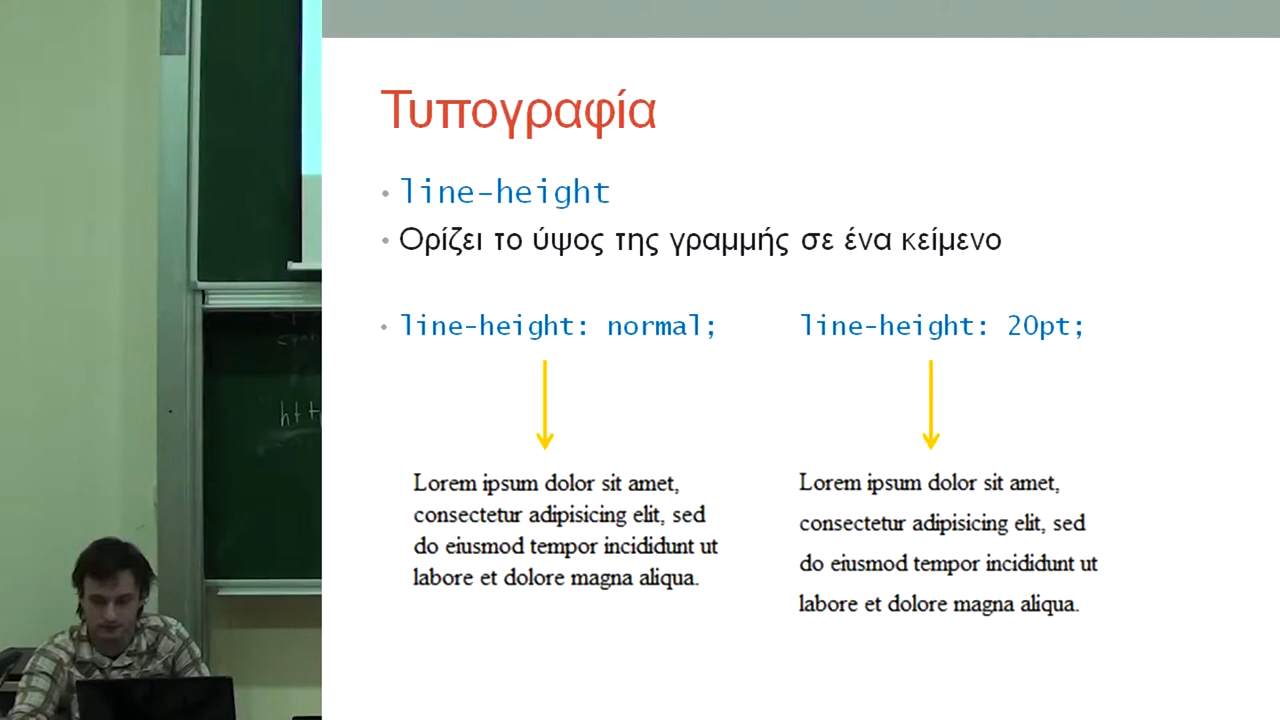 Τυπογραφία
• line-height
• Ορίζει το ύψος της γραμμής σε ένα κείμενο
• line-height: normal; line-height: 20pt;
Lorem ipsum dolor sit amet,
consectetur adipisicing elit, sed
do eiusmod tempor incididunt ut
labore et dolore magna aliqua.
Lorem ipsum dolor sit amet,
consectetur adipisicing elit, sed
do eiusmod tempor incididunt ut
labore et dolore magna aliqua.